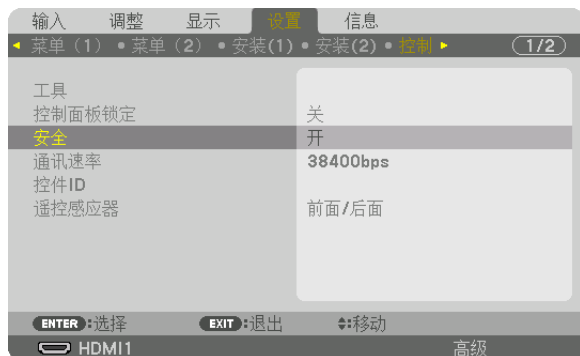 输入 调整 显示 设置 信息
◂ 菜单（1） • 菜单（2） • 安装(1) • 安装(2) • 控制 ▸ 1/2
工具
控制面板锁定 关
安全 开
通讯速率 38400bps
控件ID
遥控感应器 前面/后面
ENTER:选择 EXIT:退出 ♦:移动
HDMI1 高级